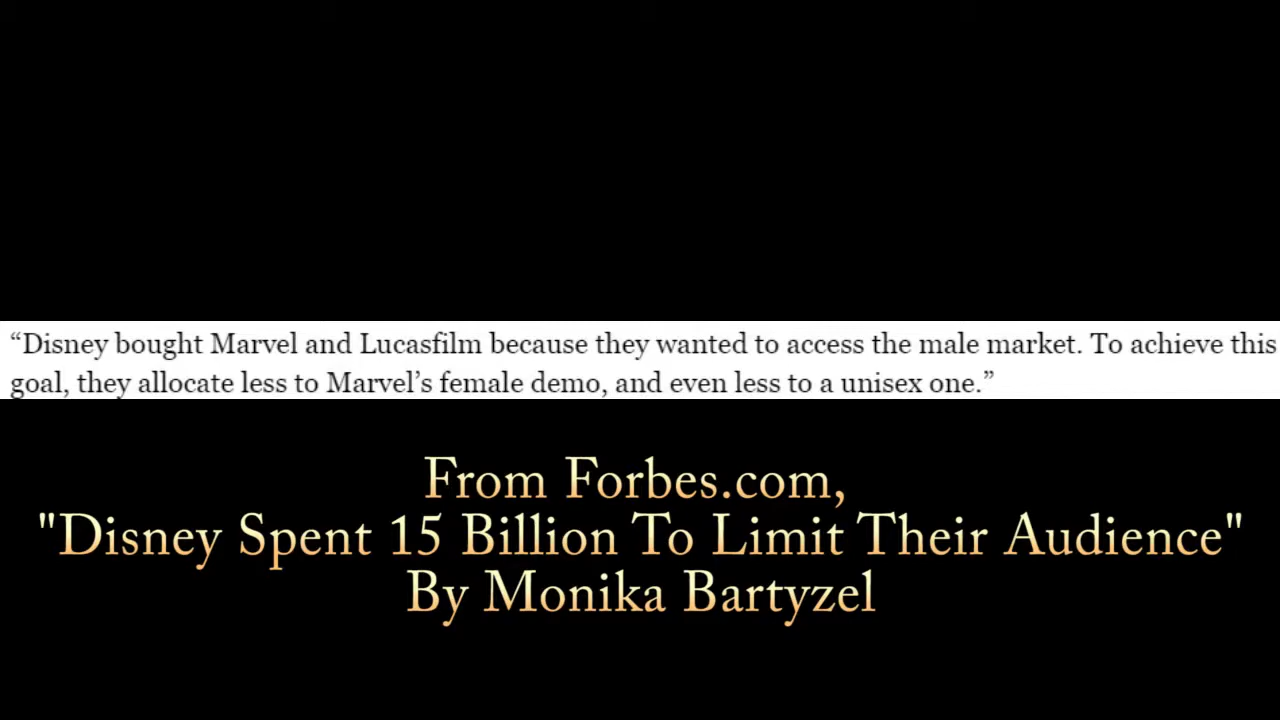 “Disney bought Marvel and Lucasfilm because they wanted to access the male market. To achieve this
goal, they allocate less to Marvel’s female demo, and even less to a unisex one.”
From Forbes.com,
"Disney Spent 15 Billion To Limit Their Audience"
By Monika Bartyzel